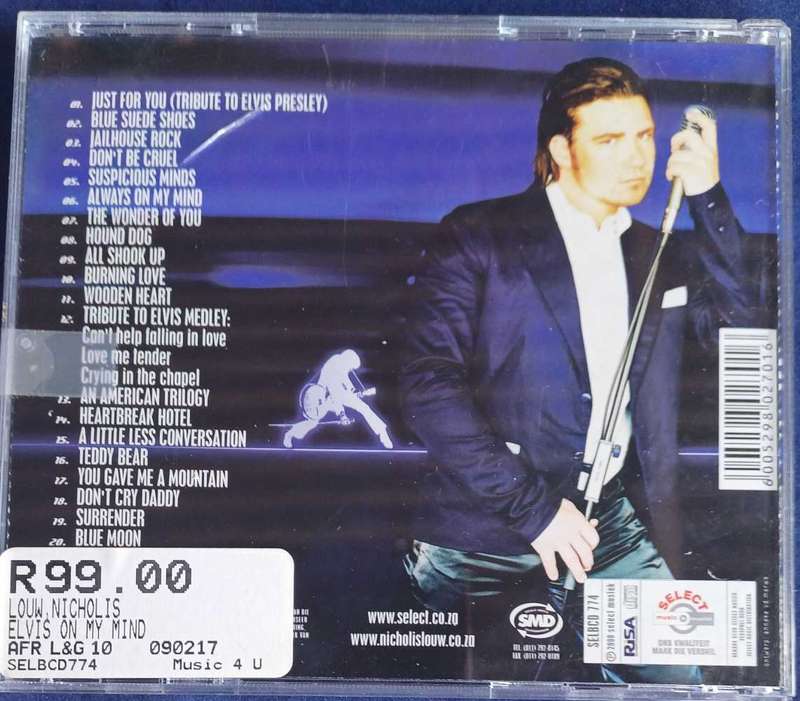 01. JUST FOR YOU (TRIBUTE TO ELVIS PRESLEY)
02. BLUE SUEDE SHOES
03. JAILHOUSE ROCK
04. DON'T BE CRUEL
05. SUSPICIOUS MINDS
06. ALWAYS ON MY MIND
07. THE WONDER OF YOU
08. HOUND DOG
09. ALL SHOOK UP
10. BURNING LOVE
11. WOODEN HEART
12. TRIBUTE TO ELVIS MEDLEY:
Can't help falling in love
Love me tender
Crying in the chapel
13. AN AMERICAN TRILOGY
14. HEARTBREAK HOTEL
15. A LITTLE LESS CONVERSATION
16. TEDDY BEAR
17. YOU GAVE ME A MOUNTAIN
18. DON'T CRY DADDY
19. SURRENDER
20. BLUE MOON
R99.00
LOUW,NICHOLIS
ELVIS ON MY MIND
AFR L&G 10 090217
SELBCD774 Music 4 U
www.select.co.za
www.nicholislouw.co.za
SMD
6005298027016
SELBCD 774
RiSA
SELECT
music
ONS KWALITEIT
MAAK DIE VERSKIL